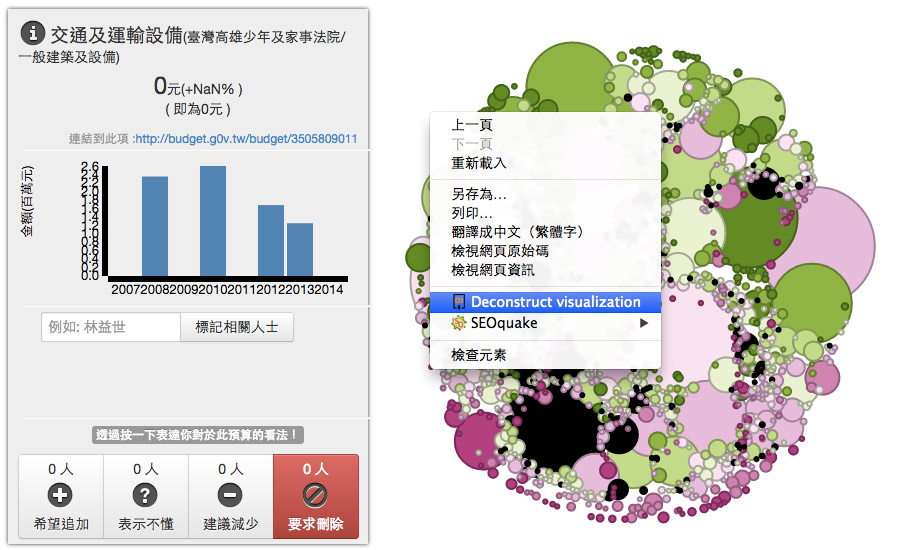 交通及運輸設備(臺灣高雄少年及家事法院/
一般建築及設備)
0元(+NaN% )
( 即為0元 )
連結到此項 :http://budget.g0v.tw/budget/3505809011
金額(百萬元)
2.6
2.4
2.2
2.0
1.8
1.6
1.4
1.2
1.0
0.8
0.6
0.4
0.2
0.0
20072008200920102011201220132014
例如: 林益世
標記相關人士
透過按一下表達你對於此預算的看法！
0 人
希望追加
0 人
表示不懂
0 人
建議減少
0 人
要求刪除
上一頁
下一頁
重新載入
另存為...
列印...
翻譯成中文（繁體字）
檢視網頁原始碼
檢視網頁資訊
Deconstruct visualization
SEOquake
檢查元素